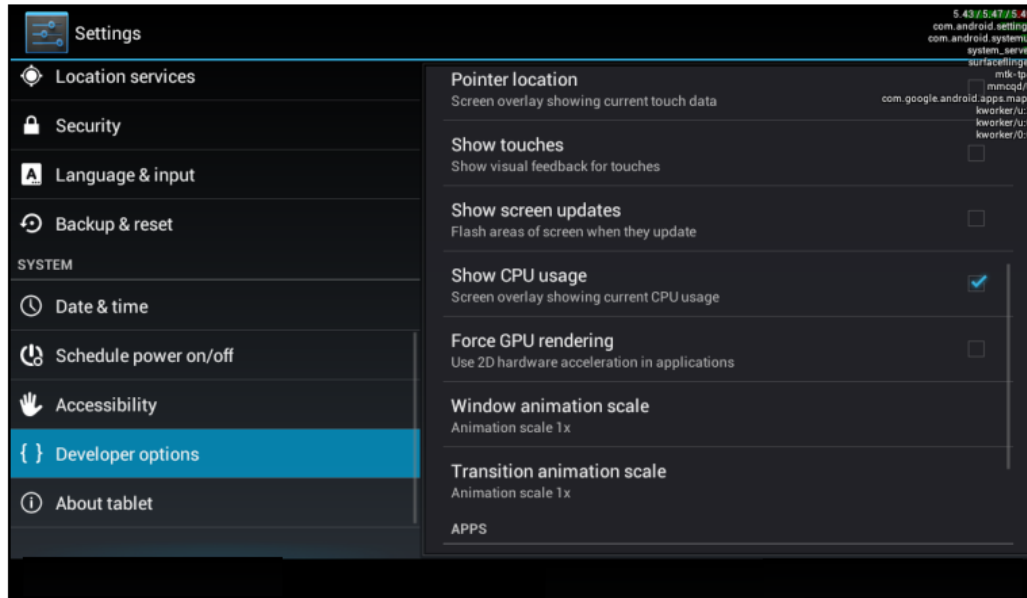 Settings
5.43 / 5.47 / 5.4
com.android.setting
com.android.systemu
system_serve
surfaceflinge
mtk-tp
mmcqd/
com.google.android.apps.map
kworker/u:
kworker/u:
kworker/0:
Location services
Security
Language & input
Backup & reset
SYSTEM
Date & time
Schedule power on/off
Accessibility
{ } Developer options
About tablet
Pointer location
Screen overlay showing current touch data
Show touches
Show visual feedback for touches
Show screen updates
Flash areas of screen when they update
Show CPU usage
Screen overlay showing current CPU usage
Force GPU rendering
Use 2D hardware acceleration in applications
Window animation scale
Animation scale 1x
Transition animation scale
Animation scale 1x
APPS